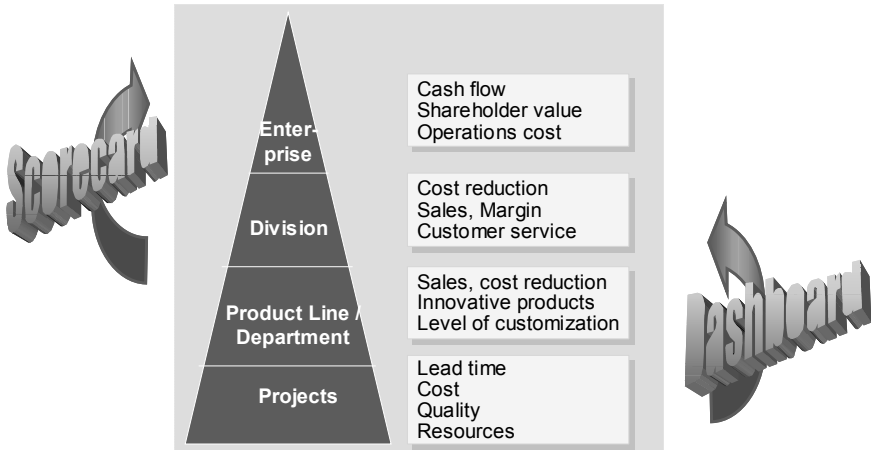 Scorecard
Enter-
prise
Cash flow
Shareholder value
Operations cost
Division
Cost reduction
Sales, Margin
Customer service
Product Line /
Department
Sales, cost reduction
Innovative products
Level of customization
Projects
Lead time
Cost
Quality
Resources
Dashboard